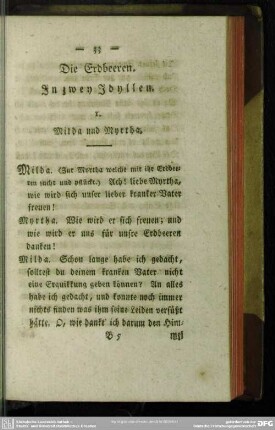 — 33 —
Die Erdbeeren.
In zwey Idyllen.
1.
Milda und Myrtha.
Milda. (Zur Myrtha welche mit ihr Erdbee-
ren sucht und pflückt.) Ach! liebe Myrtha,
wie wird sich unser lieber kranker Vater
freuen!
Myrtha. Wie wird er sich freuen; und
wie wird er uns für unsre Erdbeeren
danken!
Milda. Schon lange habe ich gedacht,
solltest du deinem kranken Vater nicht
eine Erquikkung geben können? An alles
habe ich gedacht, und konnte noch immer
nichts finden was ihm seine Leiden versüßt
hätte. O, wie dankt' ich darum den Him-
B 5